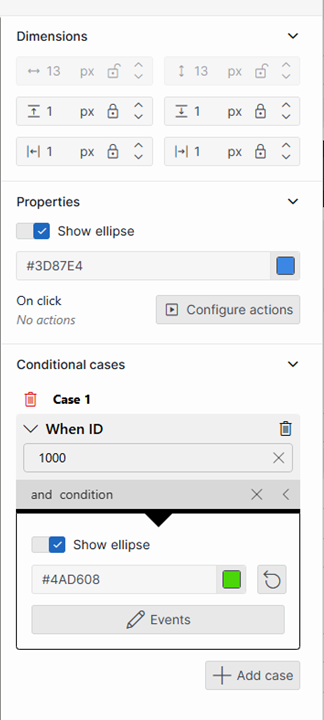 Dimensions
13 px 13 px
1 px 1 px
1 px 1 px
Properties
Show ellipse
#3D87E4
On click
No actions
Configure actions
Conditional cases
Case 1
When ID
1000
and condition
Show ellipse
#4AD608
Events
Add case